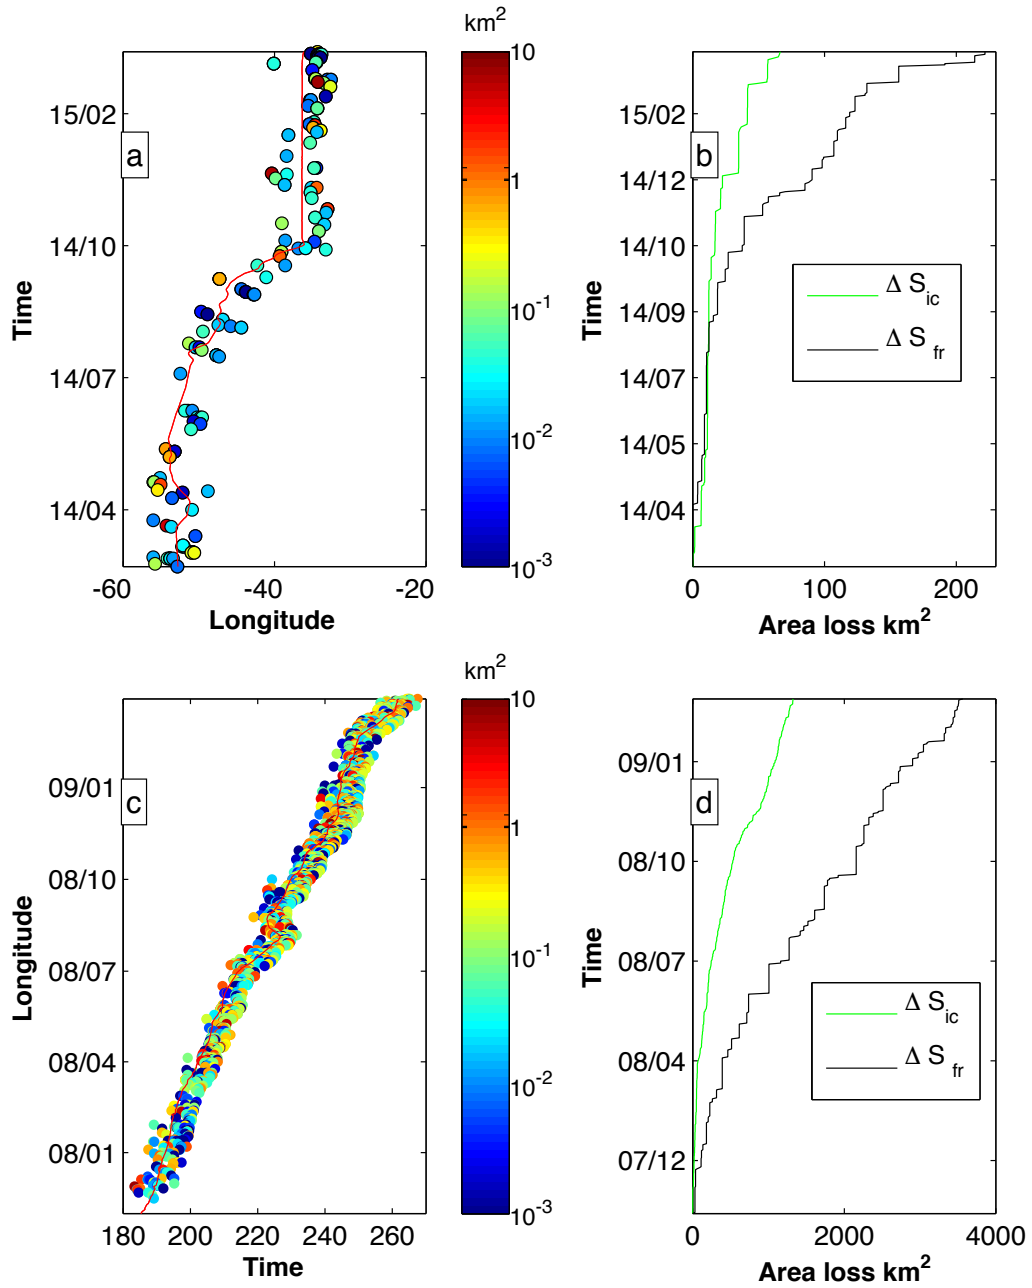 km²
10
1
10⁻¹
10⁻²
10⁻³
a
15/02
14/10
14/07
14/04
Time
-60 -40 -20
Longitude
b
15/02
14/12
14/10
14/09
14/07
14/05
14/04
Time
Δ S ic
Δ S fr
0 100 200
Area loss km²
km²
10
1
10⁻¹
10⁻²
10⁻³
c
09/01
08/10
08/07
08/04
08/01
Longitude
180 200 220 240 260
Time
d
09/01
08/10
08/07
08/04
07/12
Time
Δ S ic
Δ S fr
0 2000 4000
Area loss km²